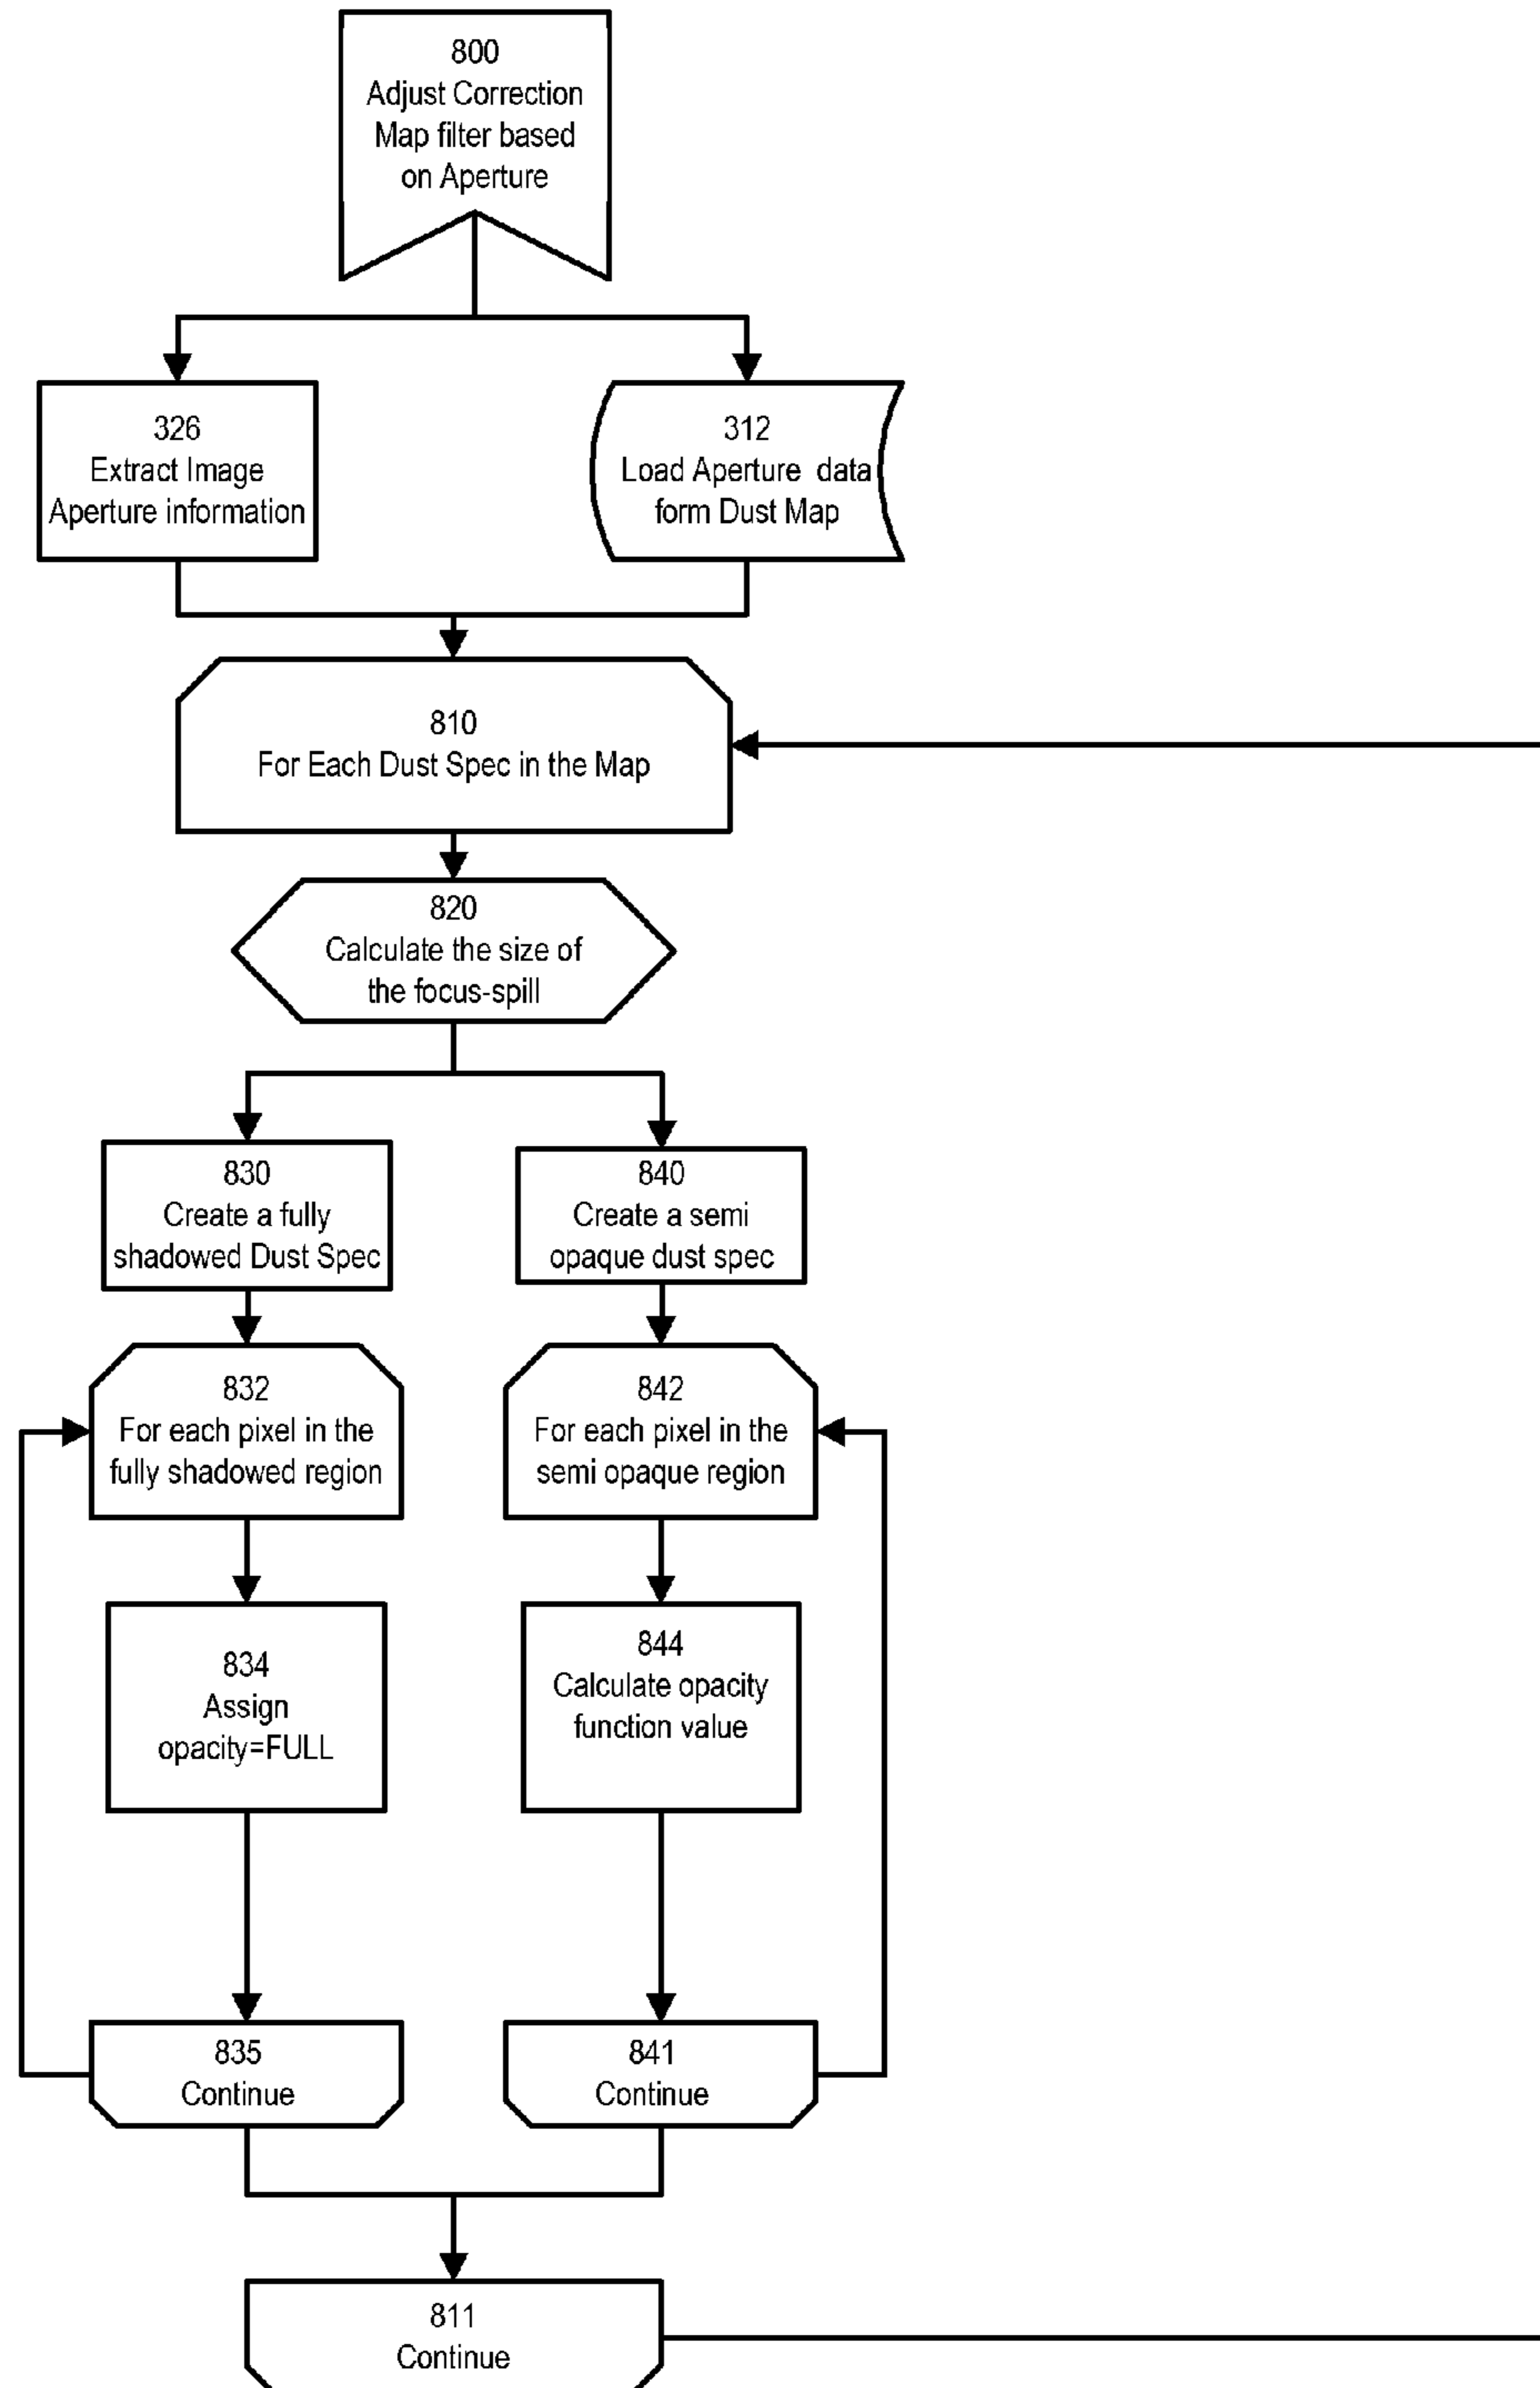 800
Adjust Correction
Map filter based
on Aperture
326
Extract Image
Aperture information
312
Load Aperture data
form Dust Map
810
For Each Dust Spec in the Map
820
Calculate the size of
the focus-spill
830
Create a fully
shadowed Dust Spec
840
Create a semi
opaque dust spec
832
For each pixel in the
fully shadowed region
842
For each pixel in the
semi opaque region
834
Assign
opacity=FULL
844
Calculate opacity
function value
835
Continue
841
Continue
811
Continue